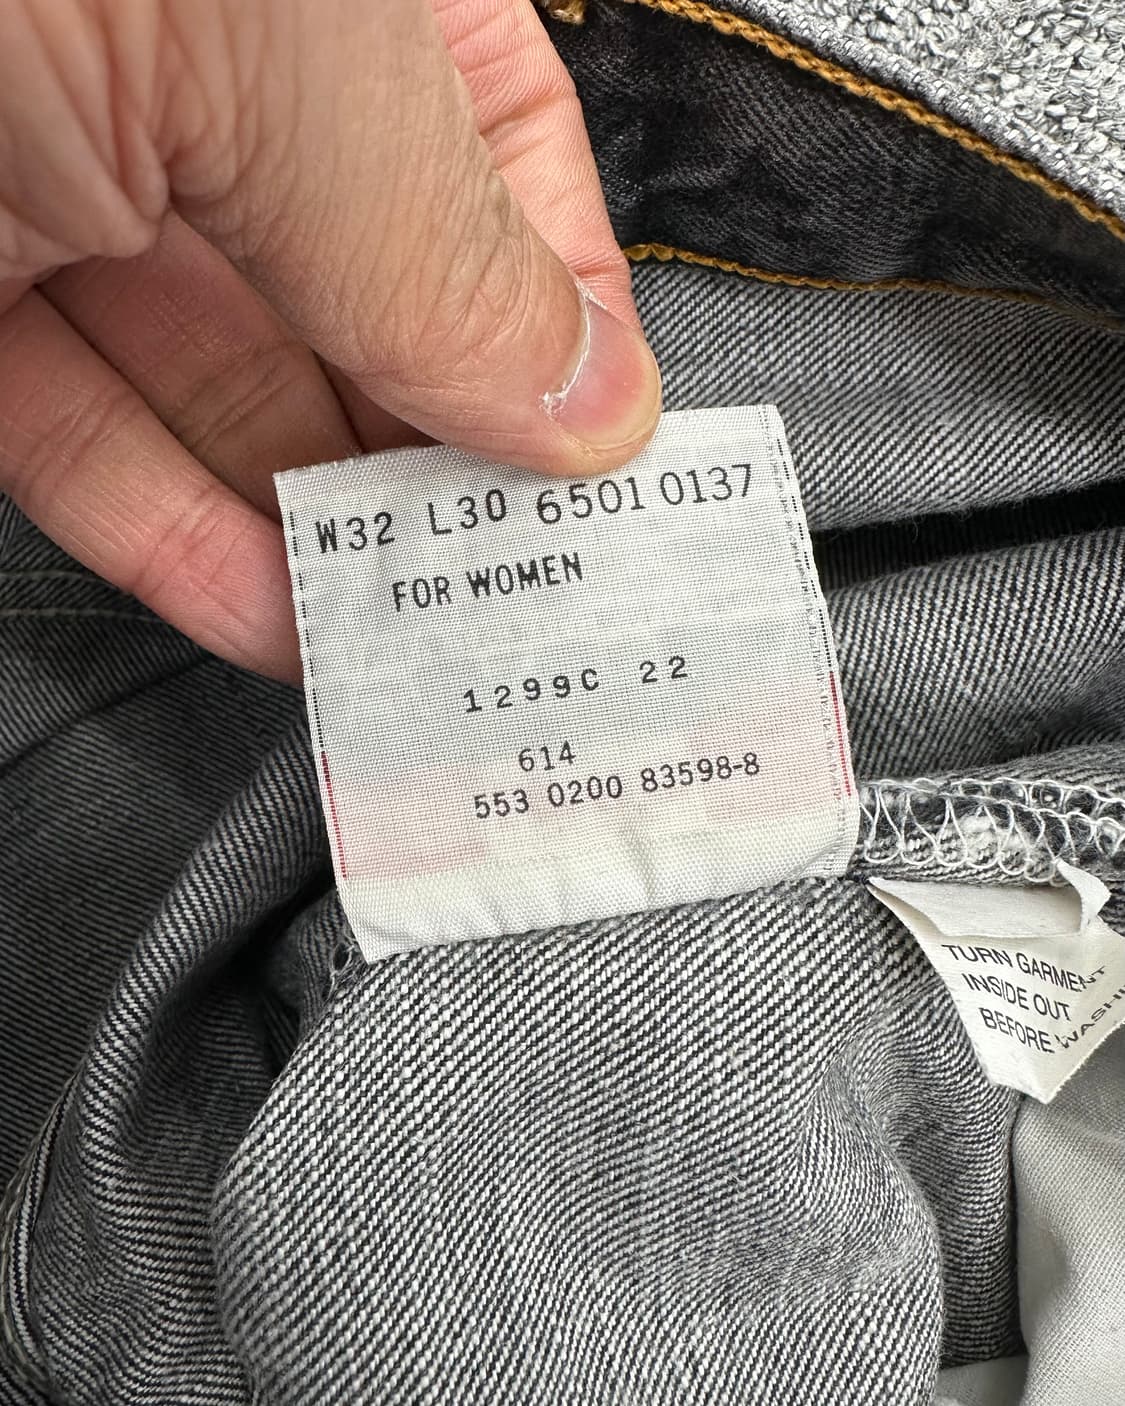 W32 L30 6501 0137
FOR WOMEN
1299C 22
614
553 0200 83598-8
TURN GARMENT
INSIDE OUT
BEFORE